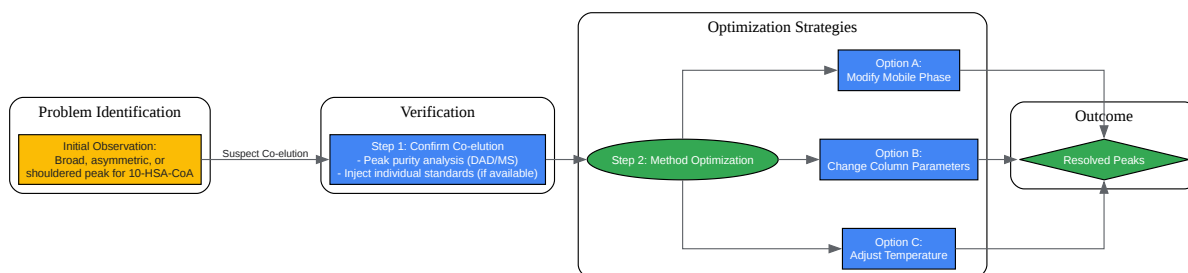 Optimization Strategies
Option A:
Modify Mobile Phase
Problem Identification
Verification
Outcome
Initial Observation:
Broad, asymmetric, or
shouldered peak for 10-HSA-CoA
Suspect Co-elution
Step 1: Confirm Co-elution
- Peak purity analysis (DAD/MS)
- Inject individual standards (if available)
Step 2: Method Optimization
Option B:
Change Column Parameters
Resolved Peaks
Option C:
Adjust Temperature